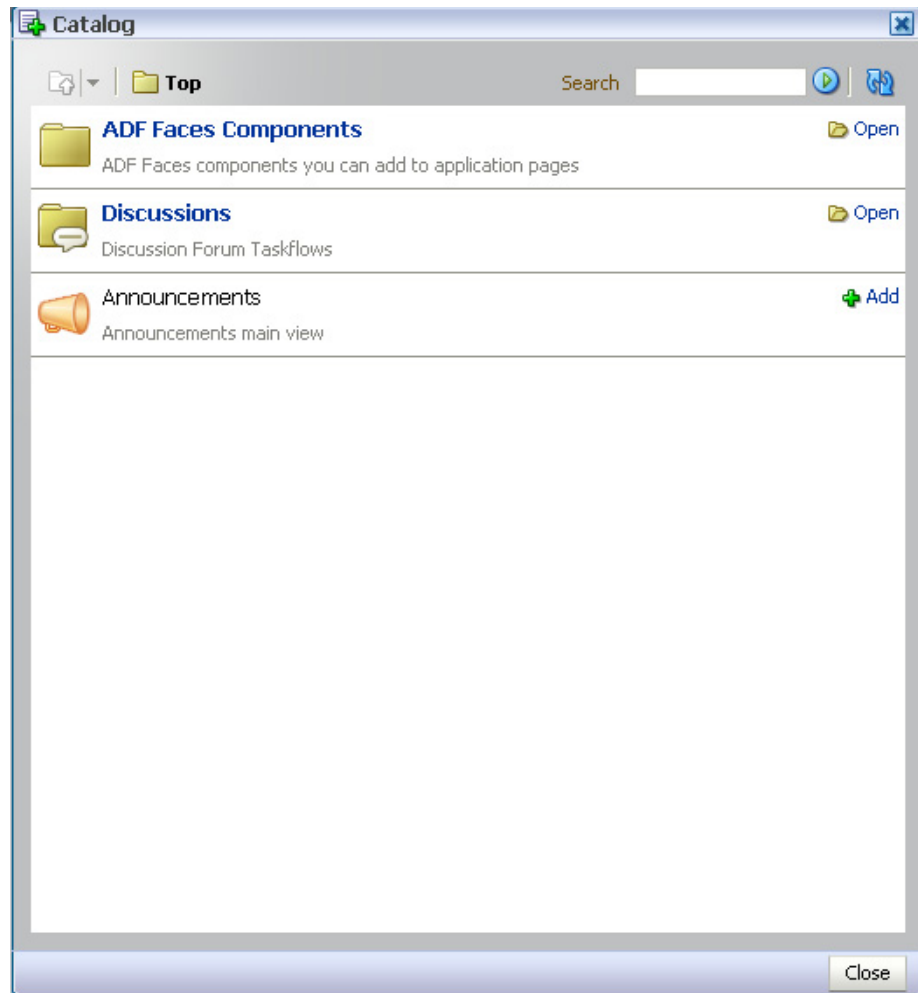 Catalog
Top Search
ADF Faces Components Open
ADF Faces components you can add to application pages
Discussions Open
Discussion Forum Taskflows
Announcements Add
Announcements main view
Close